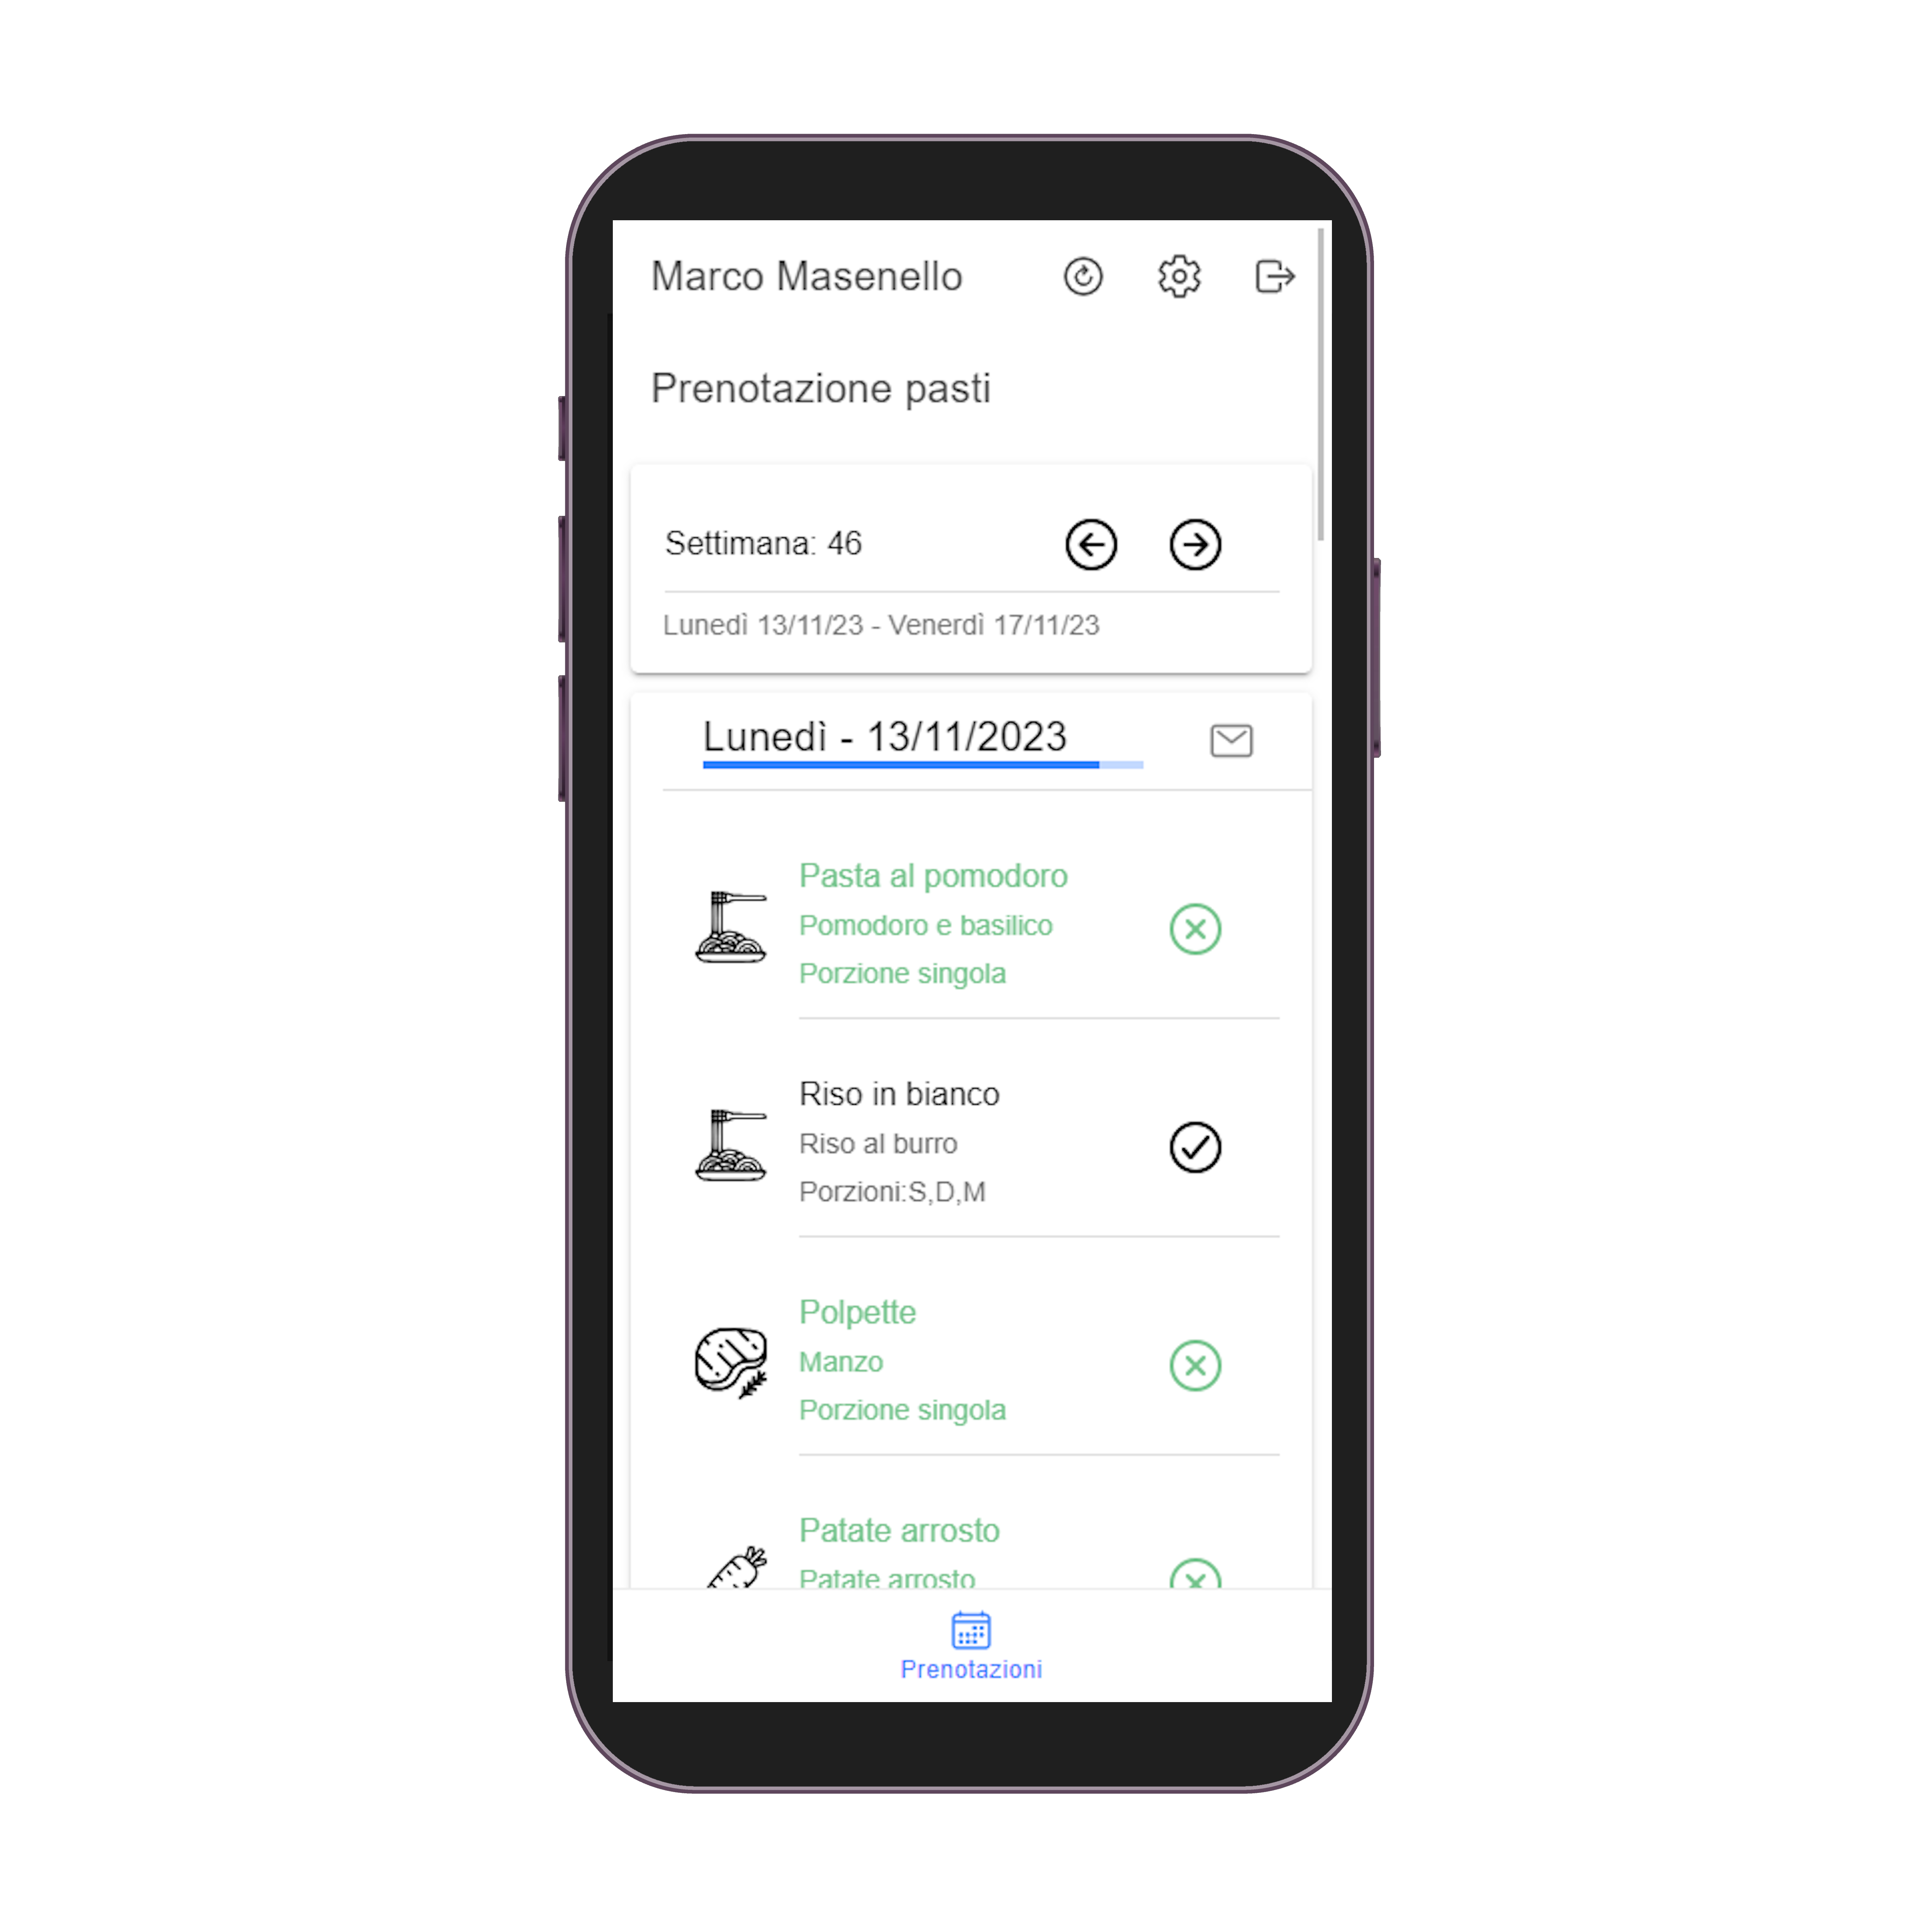 Marco Masenello
Prenotazione pasti
Settimana: 46
Lunedì 13/11/23 - Venerdì 17/11/23
Lunedì - 13/11/2023
Pasta al pomodoro
Pomodoro e basilico
Porzione singola
Riso in bianco
Riso al burro
Porzioni:S,D,M
Polpette
Manzo
Porzione singola
Patate arrosto
Patate arrosto
Prenotazioni